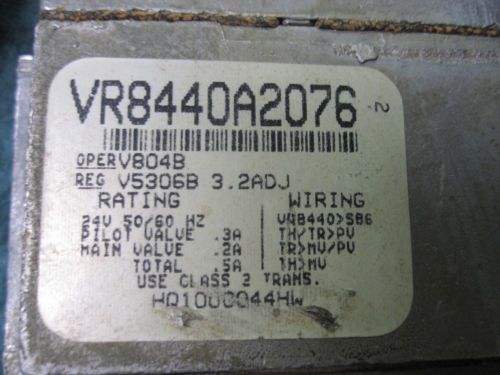 VR8440A2076 2
OPER V804B
REG V5306B 3.2ADJ
RATING WIRING
24V 50/60 HZ VR8440>S86
PILOT VALVE .3A TH/TR>PV
MAIN VALVE .2A TR>MV/PV
TOTAL .5A TH>MV
USE CLASS 2 TRANS.